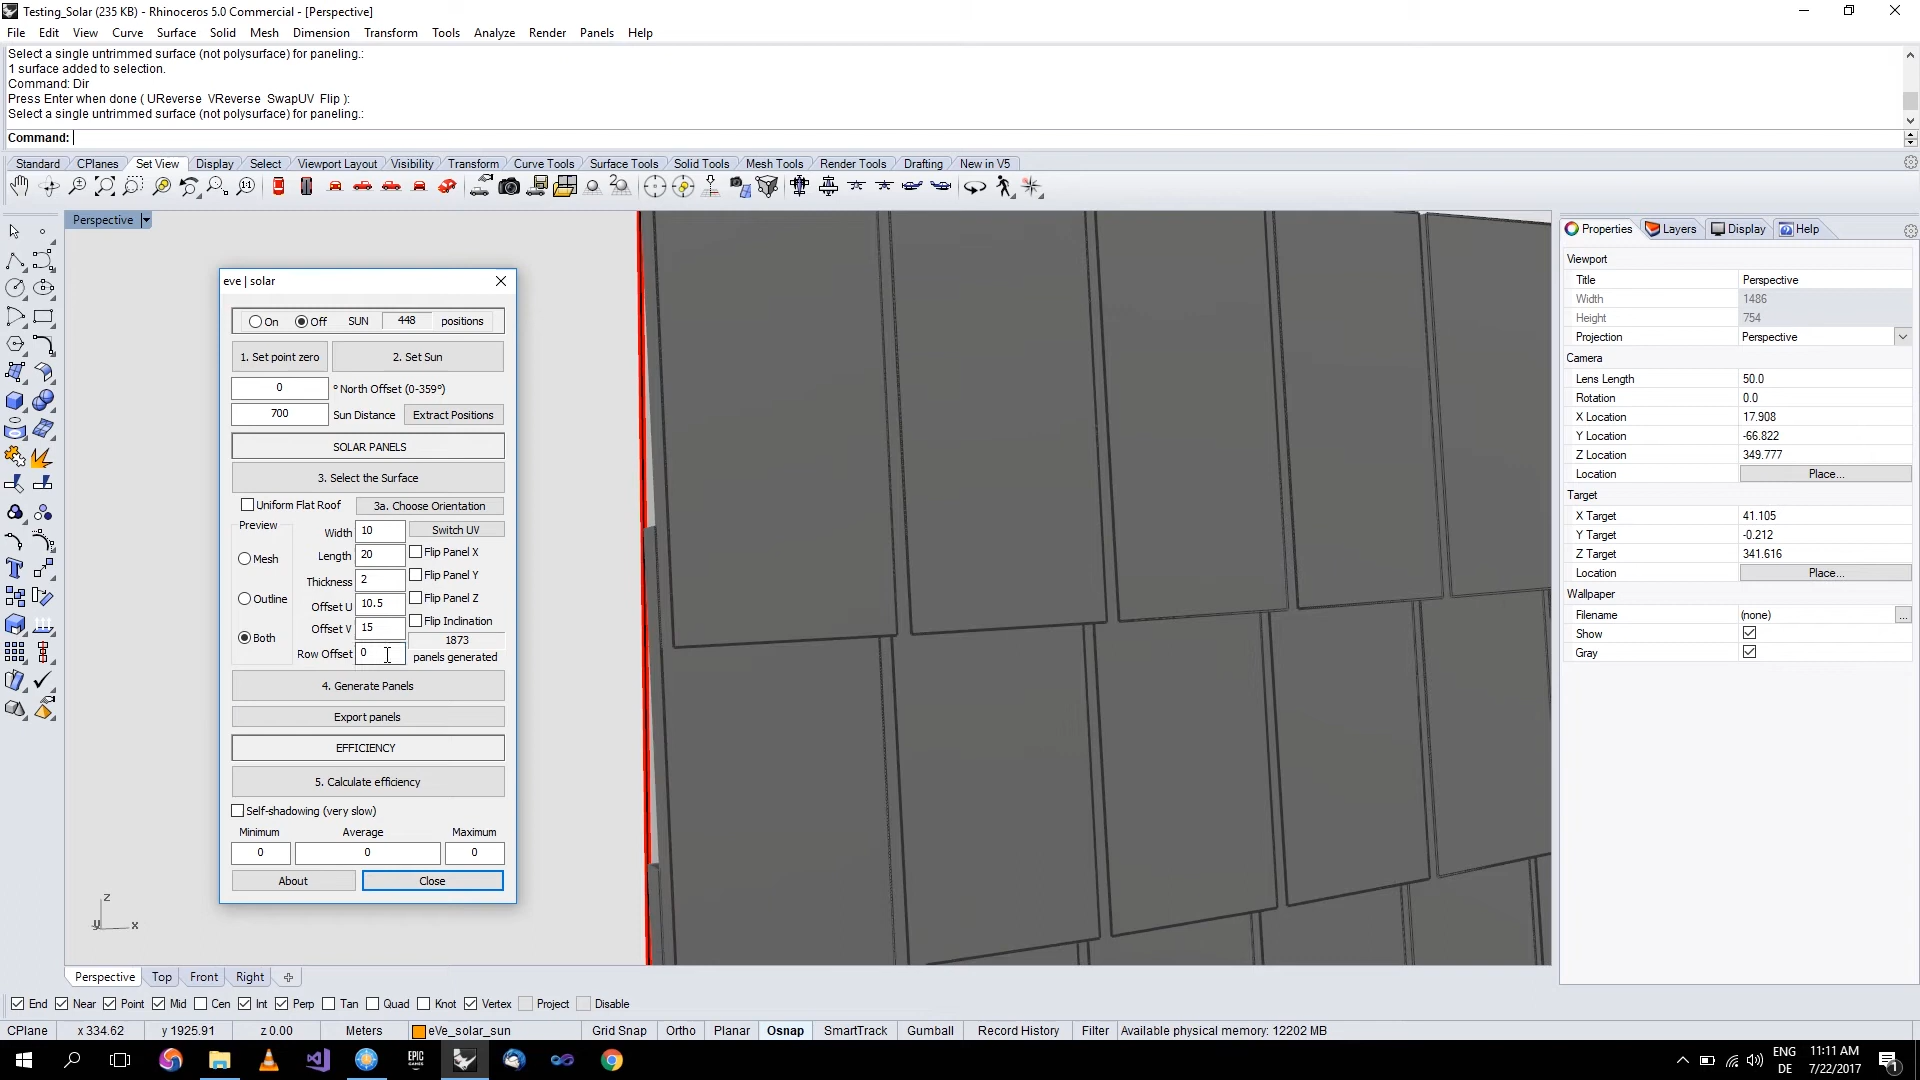 Testing_Solar (235 KB) - Rhinoceros 5.0 Commercial - [Perspective]
File Edit View Curve Surface Solid Mesh Dimension Transform Tools Analyze Render Panels Help
Select a single untrimmed surface (not polysurface) for paneling.:
1 surface added to selection.
Command: Dir
Press Enter when done ( UReverse VReverse SwapUV Flip ):
Select a single untrimmed surface (not polysurface) for paneling.:
Command:
Standard CPlanes Set View Display Select Viewport Layout Visibility Transform Curve Tools Surface Tools Solid Tools Mesh Tools Render Tools Drafting New in V5
Perspective
eve | solar
On Off SUN 448 positions
1. Set point zero 2. Set Sun
0 º North Offset (0-359º)
700 Sun Distance Extract Positions
SOLAR PANELS
3. Select the Surface
Uniform Flat Roof 3a. Choose Orientation
Preview
Width 10 Switch UV
Mesh
Length 20 Flip Panel X
Thickness 2 Flip Panel Y
Outline
Offset U 10.5 Flip Panel Z
Offset V 15 Flip Inclination
Both
1873
Row Offset 0 panels generated
4. Generate Panels
Export panels
EFFICIENCY
5. Calculate efficiency
Self-shadowing (very slow)
Minimum Average Maximum
0 0 0
About Close
z
y x
Properties Layers Display Help
Viewport
Title Perspective
Width 1486
Height 754
Projection Perspective
Camera
Lens Length 50.0
Rotation 0.0
X Location 17.908
Y Location -66.822
Z Location 349.777
Location Place...
Target
X Target 41.105
Y Target -0.212
Z Target 341.616
Location Place...
Wallpaper
Filename (none) ...
Show
Gray
Perspective Top Front Right
End Near Point Mid Cen Int Perp Tan Quad Knot Vertex Project Disable
CPlane x 334.62 y 1925.91 z 0.00 Meters eVe_solar_sun Grid Snap Ortho Planar Osnap SmartTrack Gumball Record History Filter Available physical memory: 12202 MB
EPIC GAMES
ENG
DE
11:11 AM
7/22/2017
1